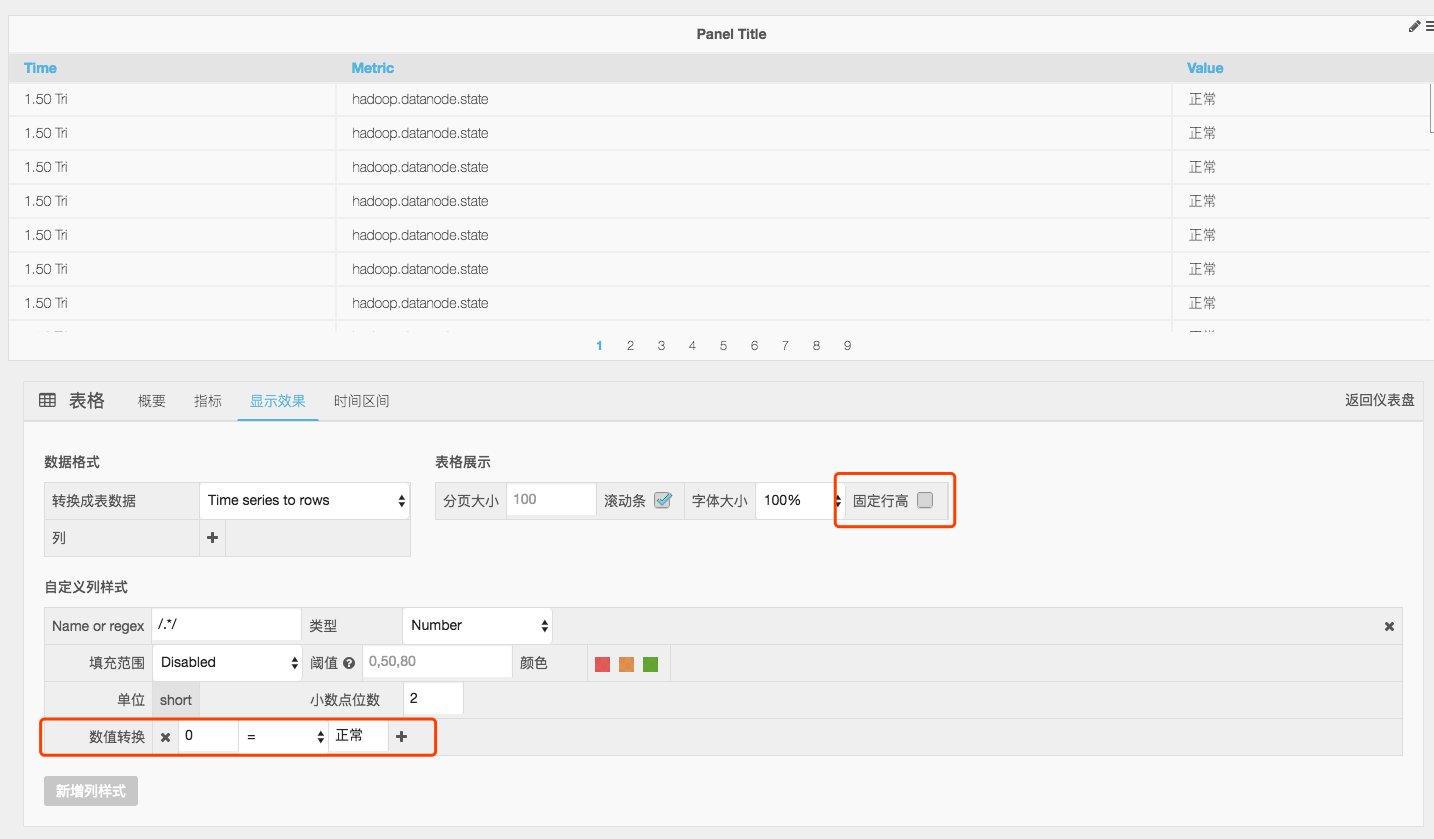 Panel Title
Time Metric Value
1.50 Tri hadoop.datanode.state 正常
1.50 Tri hadoop.datanode.state 正常
1.50 Tri hadoop.datanode.state 正常
1.50 Tri hadoop.datanode.state 正常
1.50 Tri hadoop.datanode.state 正常
1.50 Tri hadoop.datanode.state 正常
1.50 Tri hadoop.datanode.state 正常
1 2 3 4 5 6 7 8 9
表格 概要 指标 显示效果 时间区间 返回仪表盘
数据格式 表格展示
转换成表数据 Time series to rows 分页大小 100 滚动条 字体大小 100% 固定行高
列
自定义列样式
Name or regex /.*/ 类型 Number
填充范围 Disabled 阈值 0,50,80 颜色
单位 short 小数点位数 2
数值转换 0 = 正常
新增列样式